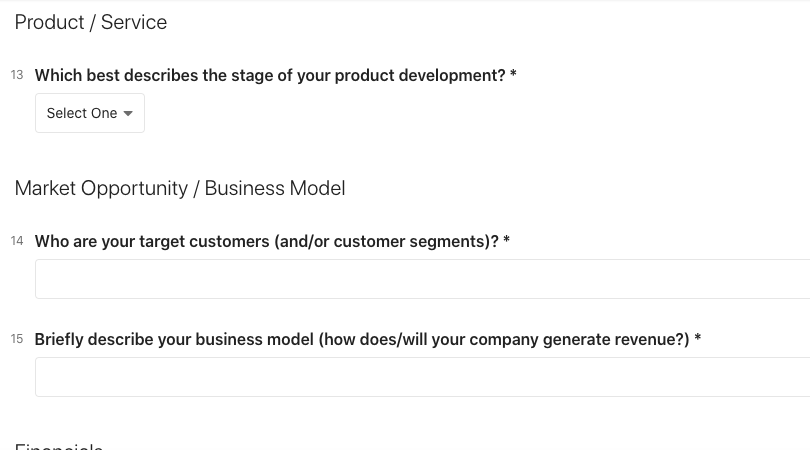 Product / Service
13 Which best describes the stage of your product development? *
Select One
Market Opportunity / Business Model
14 Who are your target customers (and/or customer segments)? *
15 Briefly describe your business model (how does/will your company generate revenue?) *
Financials